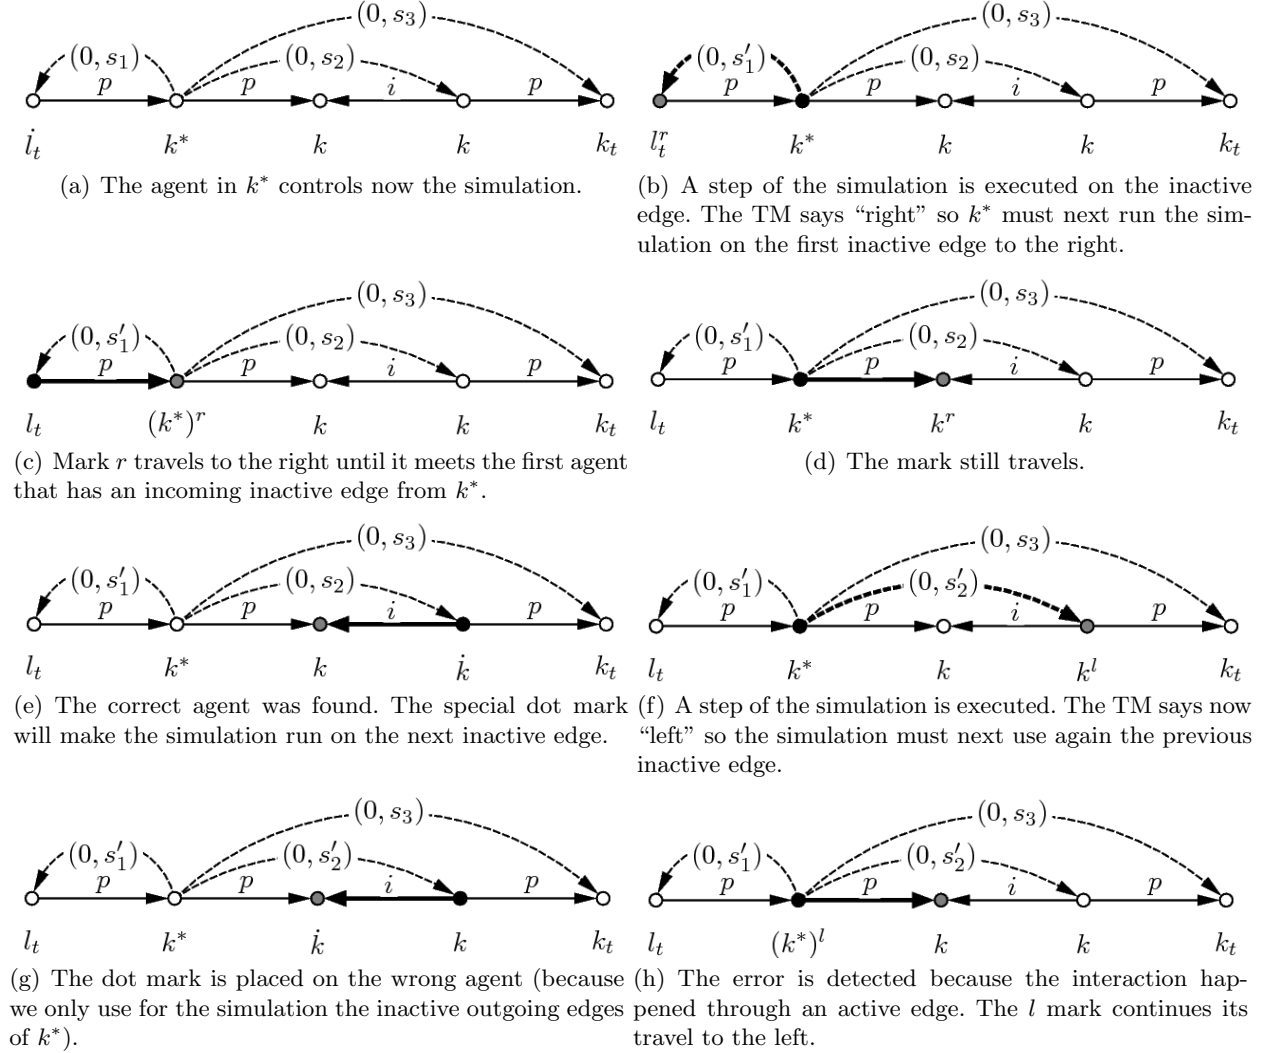 (0, s₃) (0, s₃)
(0, s₁) (0, s₂) (0, s′₁) (0, s₂)
p p i p p p i p
l̇ₜ k* k k kₜ lʳₜ k* k k kₜ
(a) The agent in k* controls now the simulation.
(b) A step of the simulation is executed on the inactive
edge. The TM says “right” so k* must next run the sim-
ulation on the first inactive edge to the right.
(0, s₃) (0, s₃)
(0, s′₁) (0, s₂) (0, s′₁) (0, s₂)
p p i p p p i p
lₜ (k*)ʳ k k kₜ lₜ k* kʳ k kₜ
(c) Mark r travels to the right until it meets the first agent
that has an incoming inactive edge from k*.
(d) The mark still travels.
(0, s₃) (0, s₃)
(0, s′₁) (0, s₂) (0, s′₁) (0, s′₂)
p p i p p p i p
lₜ k* k k̇ kₜ lₜ k* k kˡ kₜ
(e) The correct agent was found. The special dot mark
will make the simulation run on the next inactive edge.
(f) A step of the simulation is executed. The TM says now
“left” so the simulation must next use again the previous
inactive edge.
(0, s₃) (0, s₃)
(0, s′₁) (0, s′₂) (0, s′₁) (0, s′₂)
p p i p p p i p
lₜ k* k̇ k kₜ lₜ (k*)ˡ k k kₜ
(g) The dot mark is placed on the wrong agent (because
we only use for the simulation the inactive outgoing edges
of k*).
(h) The error is detected because the interaction hap-
pened through an active edge. The l mark continues its
travel to the left.